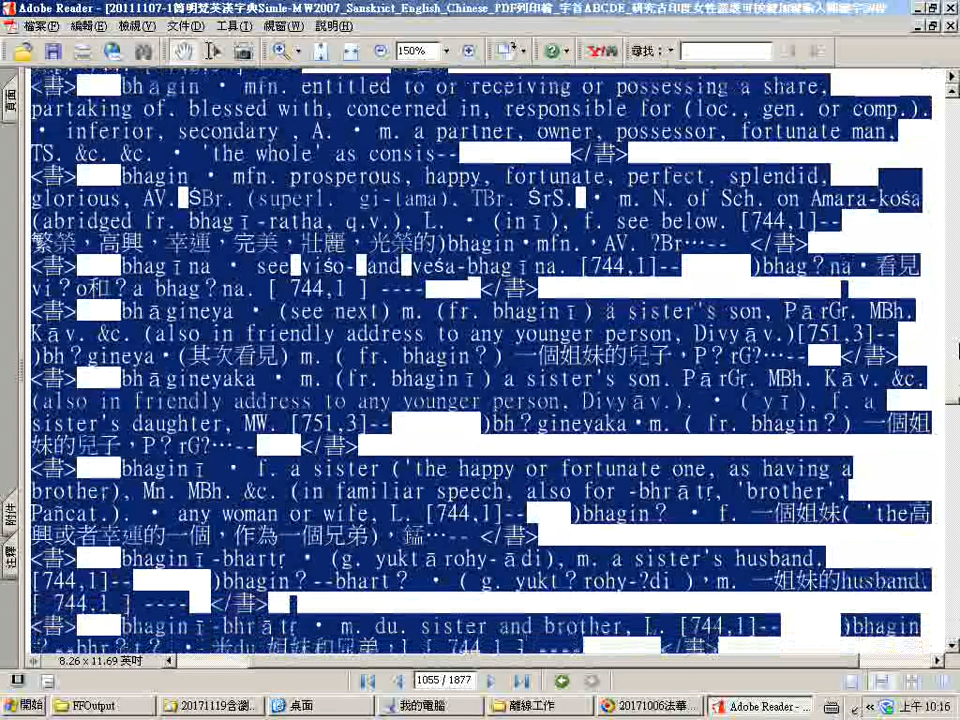 Adobe Reader - [20111107-1簡明梵英漢字典Simle-MW2007_Sanskrict_English_Chinese_PDF列印檔_字首ABCDE_研究古印度女性
檔案(F) 編輯(E) 檢視(V) 文件(D) 工具(T) 視窗(W) 說明(H)
150% 尋找：
頁面
<書> bhāgin • mfn. entitled to or receiving or possessing a share,
partaking of. blessed with, concerned in, responsible for (loc., gen. or comp.).
• inferior, secondary , A. • m. a partner, owner, possessor, fortunate man,
TS. &c. &c. • 'the whole' as consis-- </書>
<書> bhagin • mfn. prosperous, happy, fortunate, perfect, splendid,
glorious, AV. ŚBr. (superl. gi-tama), TBr. ŚrS. • m. N. of Sch. on Amara-kośa
(abridged fr. bhagī-ratha, q.v.), L. • (inī), f. see below. [744,1]--
繁榮，高興，幸運，完美，壯麗，光榮的)bhagin•mfn.，AV. ?Br…-- </書>
<書> bhagīna • see viśo- and veśa-bhagīna. [744,1]-- )bhag?na•看見
vi?o和?a bhag?na. [ 744,1 ] ---- </書>
<書> bhāgineya • (see next) m. (fr. bhaginī) a sister"s son, PārGr. MBh.
Kāv. &c. (also in friendly address to any younger person, Divyāv.)[751,3]--
)bh?gineya•(其次看見) m. ( fr. bhagin?) 一個姐妹的兒子，P?rG?…-- </書>
<書> bhāgineyaka • m. (fr. bhaginī) a sister's son. PārGr. MBh. Kāv. &c.
(also in friendly address to any younger person, Divyāv.). • ( yī), f. a
sister's daughter, MW. [751,3]-- )bh?gineyaka•m. ( fr. bhagin?) 一個姐
妹的兒子，P?rG?…-- </書>
<書> bhaginī • f. a sister ('the happy or fortunate one, as having a
brother), Mn. MBh. &c. (in familiar speech, also for -bhrātṛ, 'brother',
Pañcat.). • any woman or wife, L. [744,1]-- )bhagin? • f. 一個姐妹( 'the高
興或者幸運的一個，作為一個兄弟)，錳…-- </書>
<書> bhaginī-bhartṛ • (g. yuktārohy-ādi), m. a sister's husband.
[744,1]-- )bhagin?--bhart? • ( g. yukt?rohy-?di )，m. 一姐妹的husband.
[ 744,1 ] ---- </書>
<書> bhaginī-bhrātṛ • m. du. sister and brother, L. [744,1]-- )bhagin
附件
注釋
8.26 x 11.69 英吋
1055 / 1877
開始 FFOutput 20171119含瀏... 桌面 我的電腦 離線工作 20171006法華... Adobe Reader - ... 上午 10:16